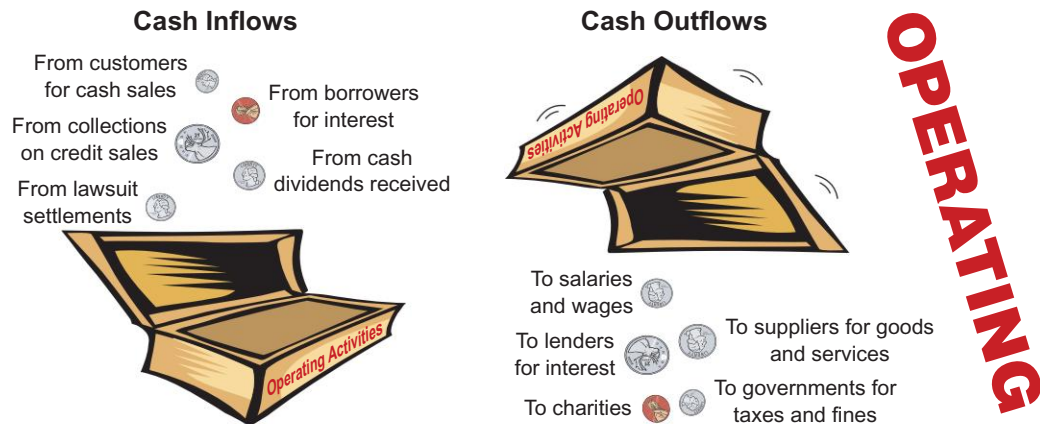 Cash Inflows
From customers
for cash sales
From borrowers
for interest
From collections
on credit sales
From cash
dividends received
From lawsuit
settlements
Operating Activities
Cash Outflows
Operating Activities
To salaries
and wages
To suppliers for goods
and services
To lenders
for interest
To charities
To governments for
taxes and fines
OPERATING